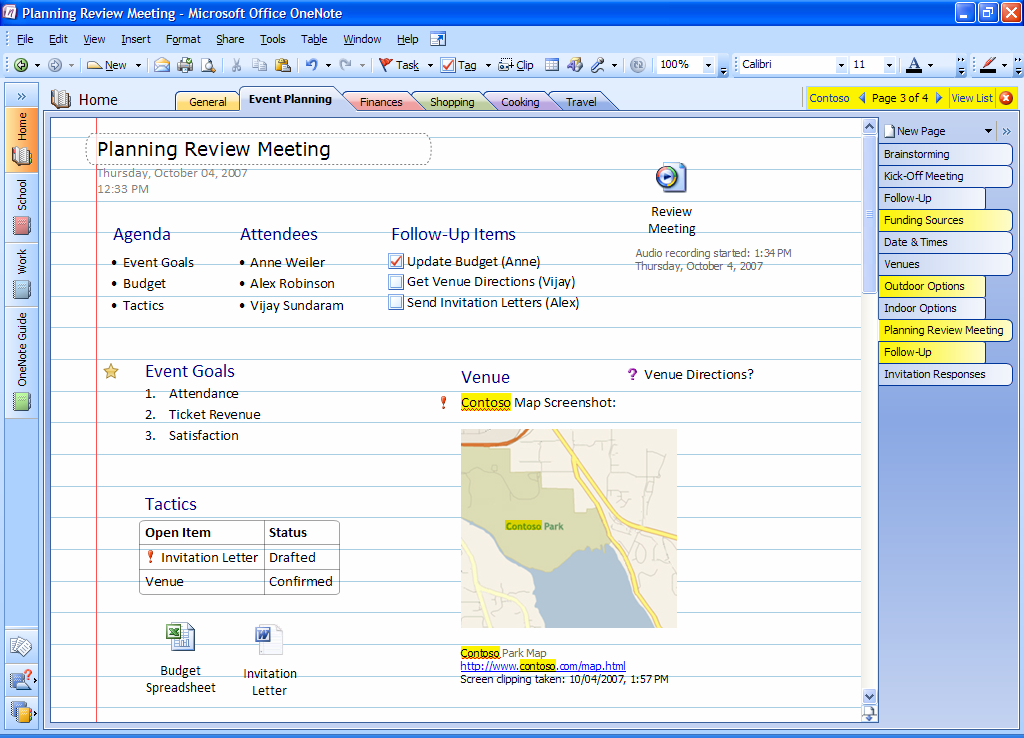 Planning Review Meeting - Microsoft Office OneNote
File Edit View Insert Format Share Tools Table Window Help
New Task Tag Clip 100% Calibri 11
Home General Event Planning Finances Shopping Cooking Travel Contoso Page 3 of 4 View List
Home
School
Work
OneNote Guide
Planning Review Meeting
Thursday, October 04, 2007
12:33 PM
Review
Meeting
Audio recording started: 1:34 PM
Thursday, October 4, 2007
Agenda
• Event Goals
• Budget
• Tactics
Attendees
• Anne Weiler
• Alex Robinson
• Vijay Sundaram
Follow-Up Items
Update Budget (Anne)
Get Venue Directions (Vijay)
Send Invitation Letters (Alex)
Event Goals
1. Attendance
2. Ticket Revenue
3. Satisfaction
Venue
? Venue Directions?
! Contoso Map Screenshot:
Contoso Park
Contoso Park Map
http://www.contoso.com/map.html
Screen clipping taken: 10/04/2007, 1:57 PM
Tactics
Open Item Status
! Invitation Letter Drafted
Venue Confirmed
Budget
Spreadsheet
Invitation
Letter
New Page
Brainstorming
Kick-Off Meeting
Follow-Up
Funding Sources
Date & Times
Venues
Outdoor Options
Indoor Options
Planning Review Meeting
Follow-Up
Invitation Responses